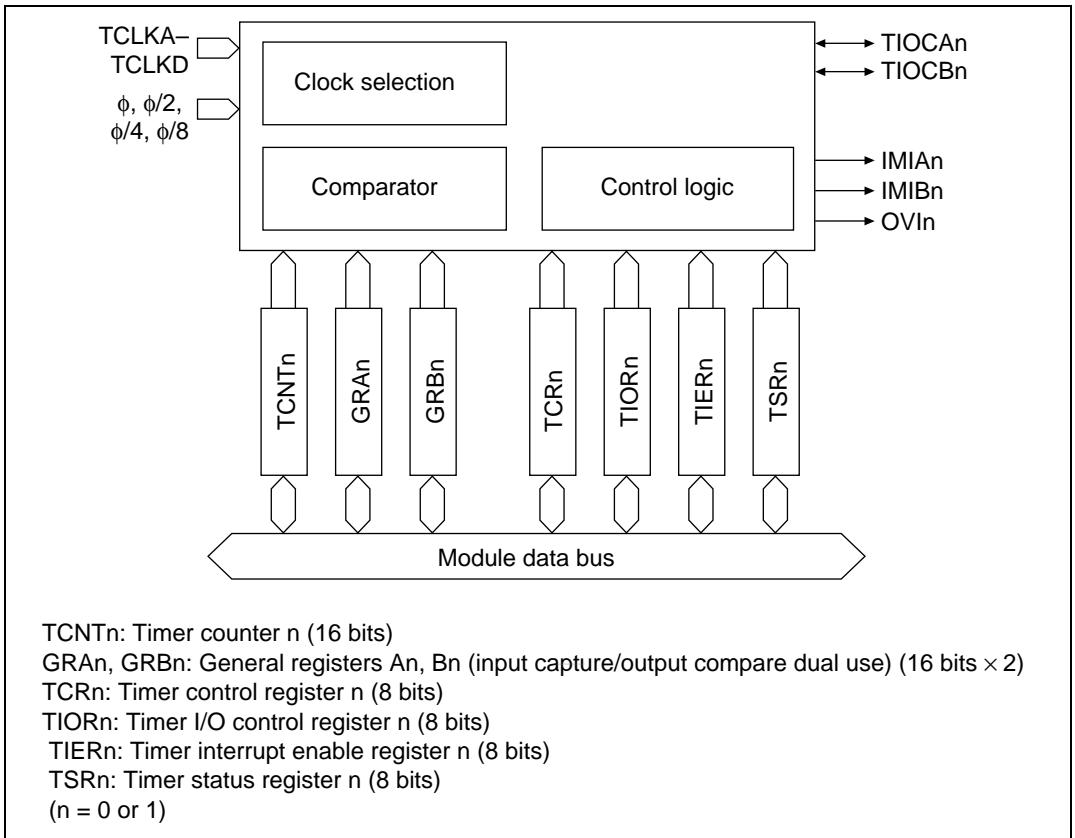 TCLKA–
TCLKD
ϕ, ϕ/2,
ϕ/4, ϕ/8
Clock selection
Comparator
Control logic
TIOCAn
TIOCBn
IMIAn
IMIBn
OVIn
TCNTn
GRAn
GRBn
TCRn
TIORn
TIERn
TSRn
Module data bus
TCNTn: Timer counter n (16 bits)
GRAn, GRBn: General registers An, Bn (input capture/output compare dual use) (16 bits × 2)
TCRn: Timer control register n (8 bits)
TIORn: Timer I/O control register n (8 bits)
TIERn: Timer interrupt enable register n (8 bits)
TSRn: Timer status register n (8 bits)
(n = 0 or 1)